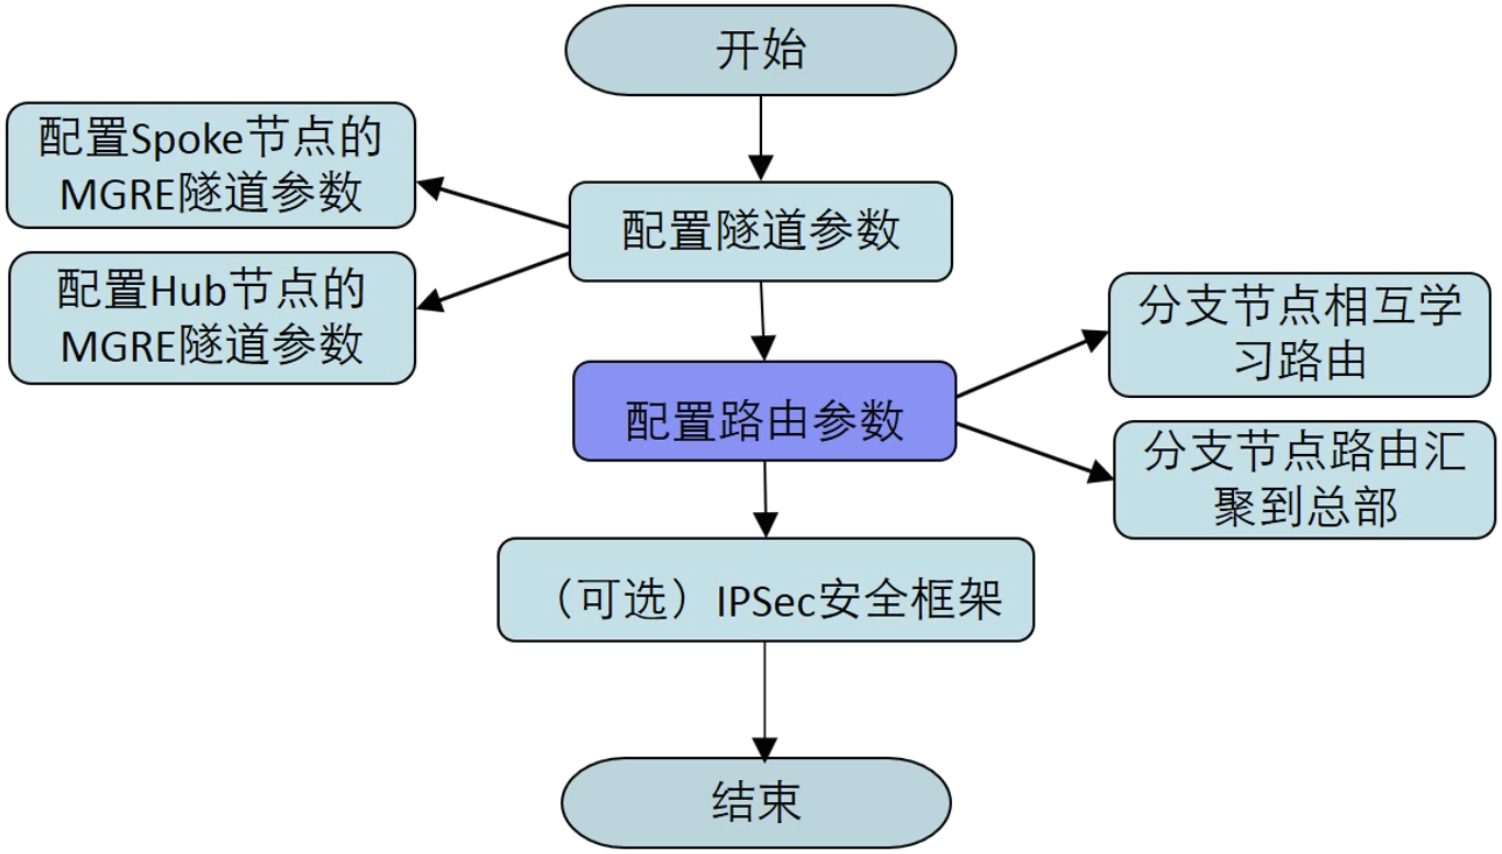 开始
配置Spoke节点的
MGRE隧道参数
配置隧道参数
配置Hub节点的
MGRE隧道参数
分支节点相互学
习路由
配置路由参数
分支节点路由汇
聚到总部
（可选）IPSec安全框架
结束